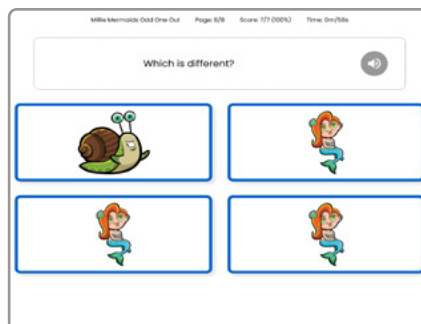 Millie Mermaids Odd One Out Page: 8/8 Score: 7/7 (100%) Time: 0m/58s
Which is different?